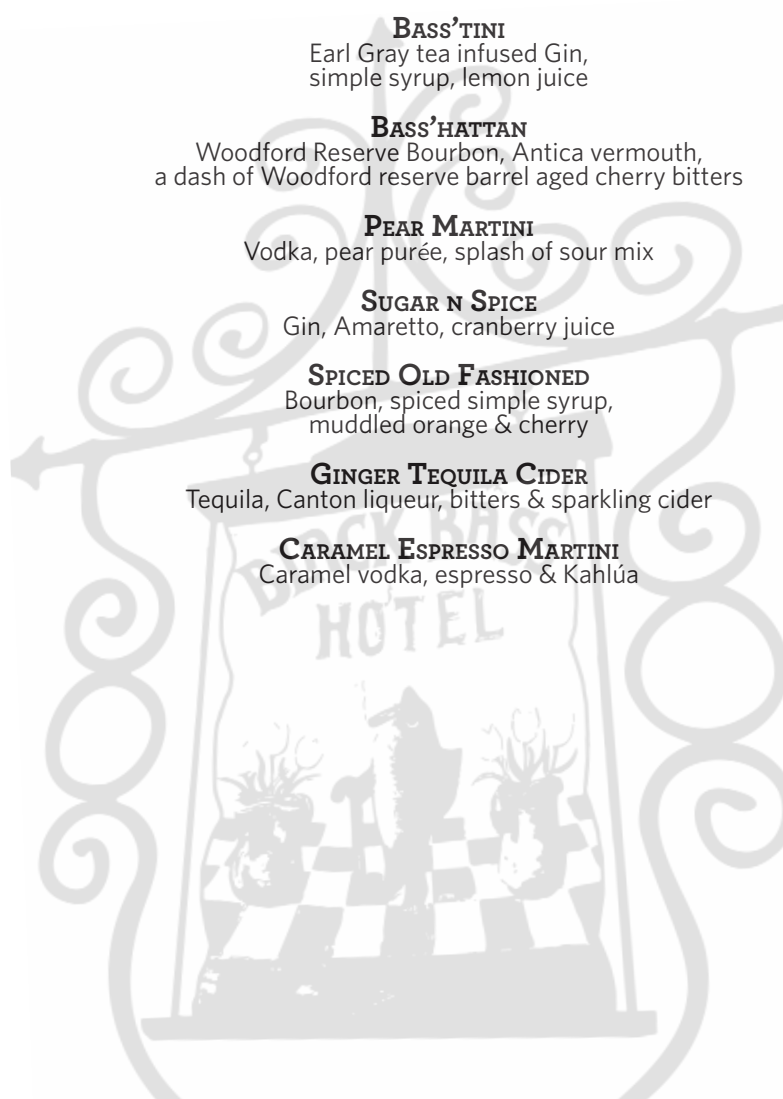 Bass'tini
Earl Gray tea infused Gin,
simple syrup, lemon juice
Bass'hattan
Woodford Reserve Bourbon, Antica vermouth,
a dash of Woodford reserve barrel aged cherry bitters
Pear Martini
Vodka, pear purée, splash of sour mix
Sugar n Spice
Gin, Amaretto, cranberry juice
Spiced Old Fashioned
Bourbon, spiced simple syrup,
muddled orange & cherry
Ginger Tequila Cider
Tequila, Canton liqueur, bitters & sparkling cider
BLACK BASS
Caramel Espresso Martini
Caramel vodka, espresso & Kahlúa
HOTEL